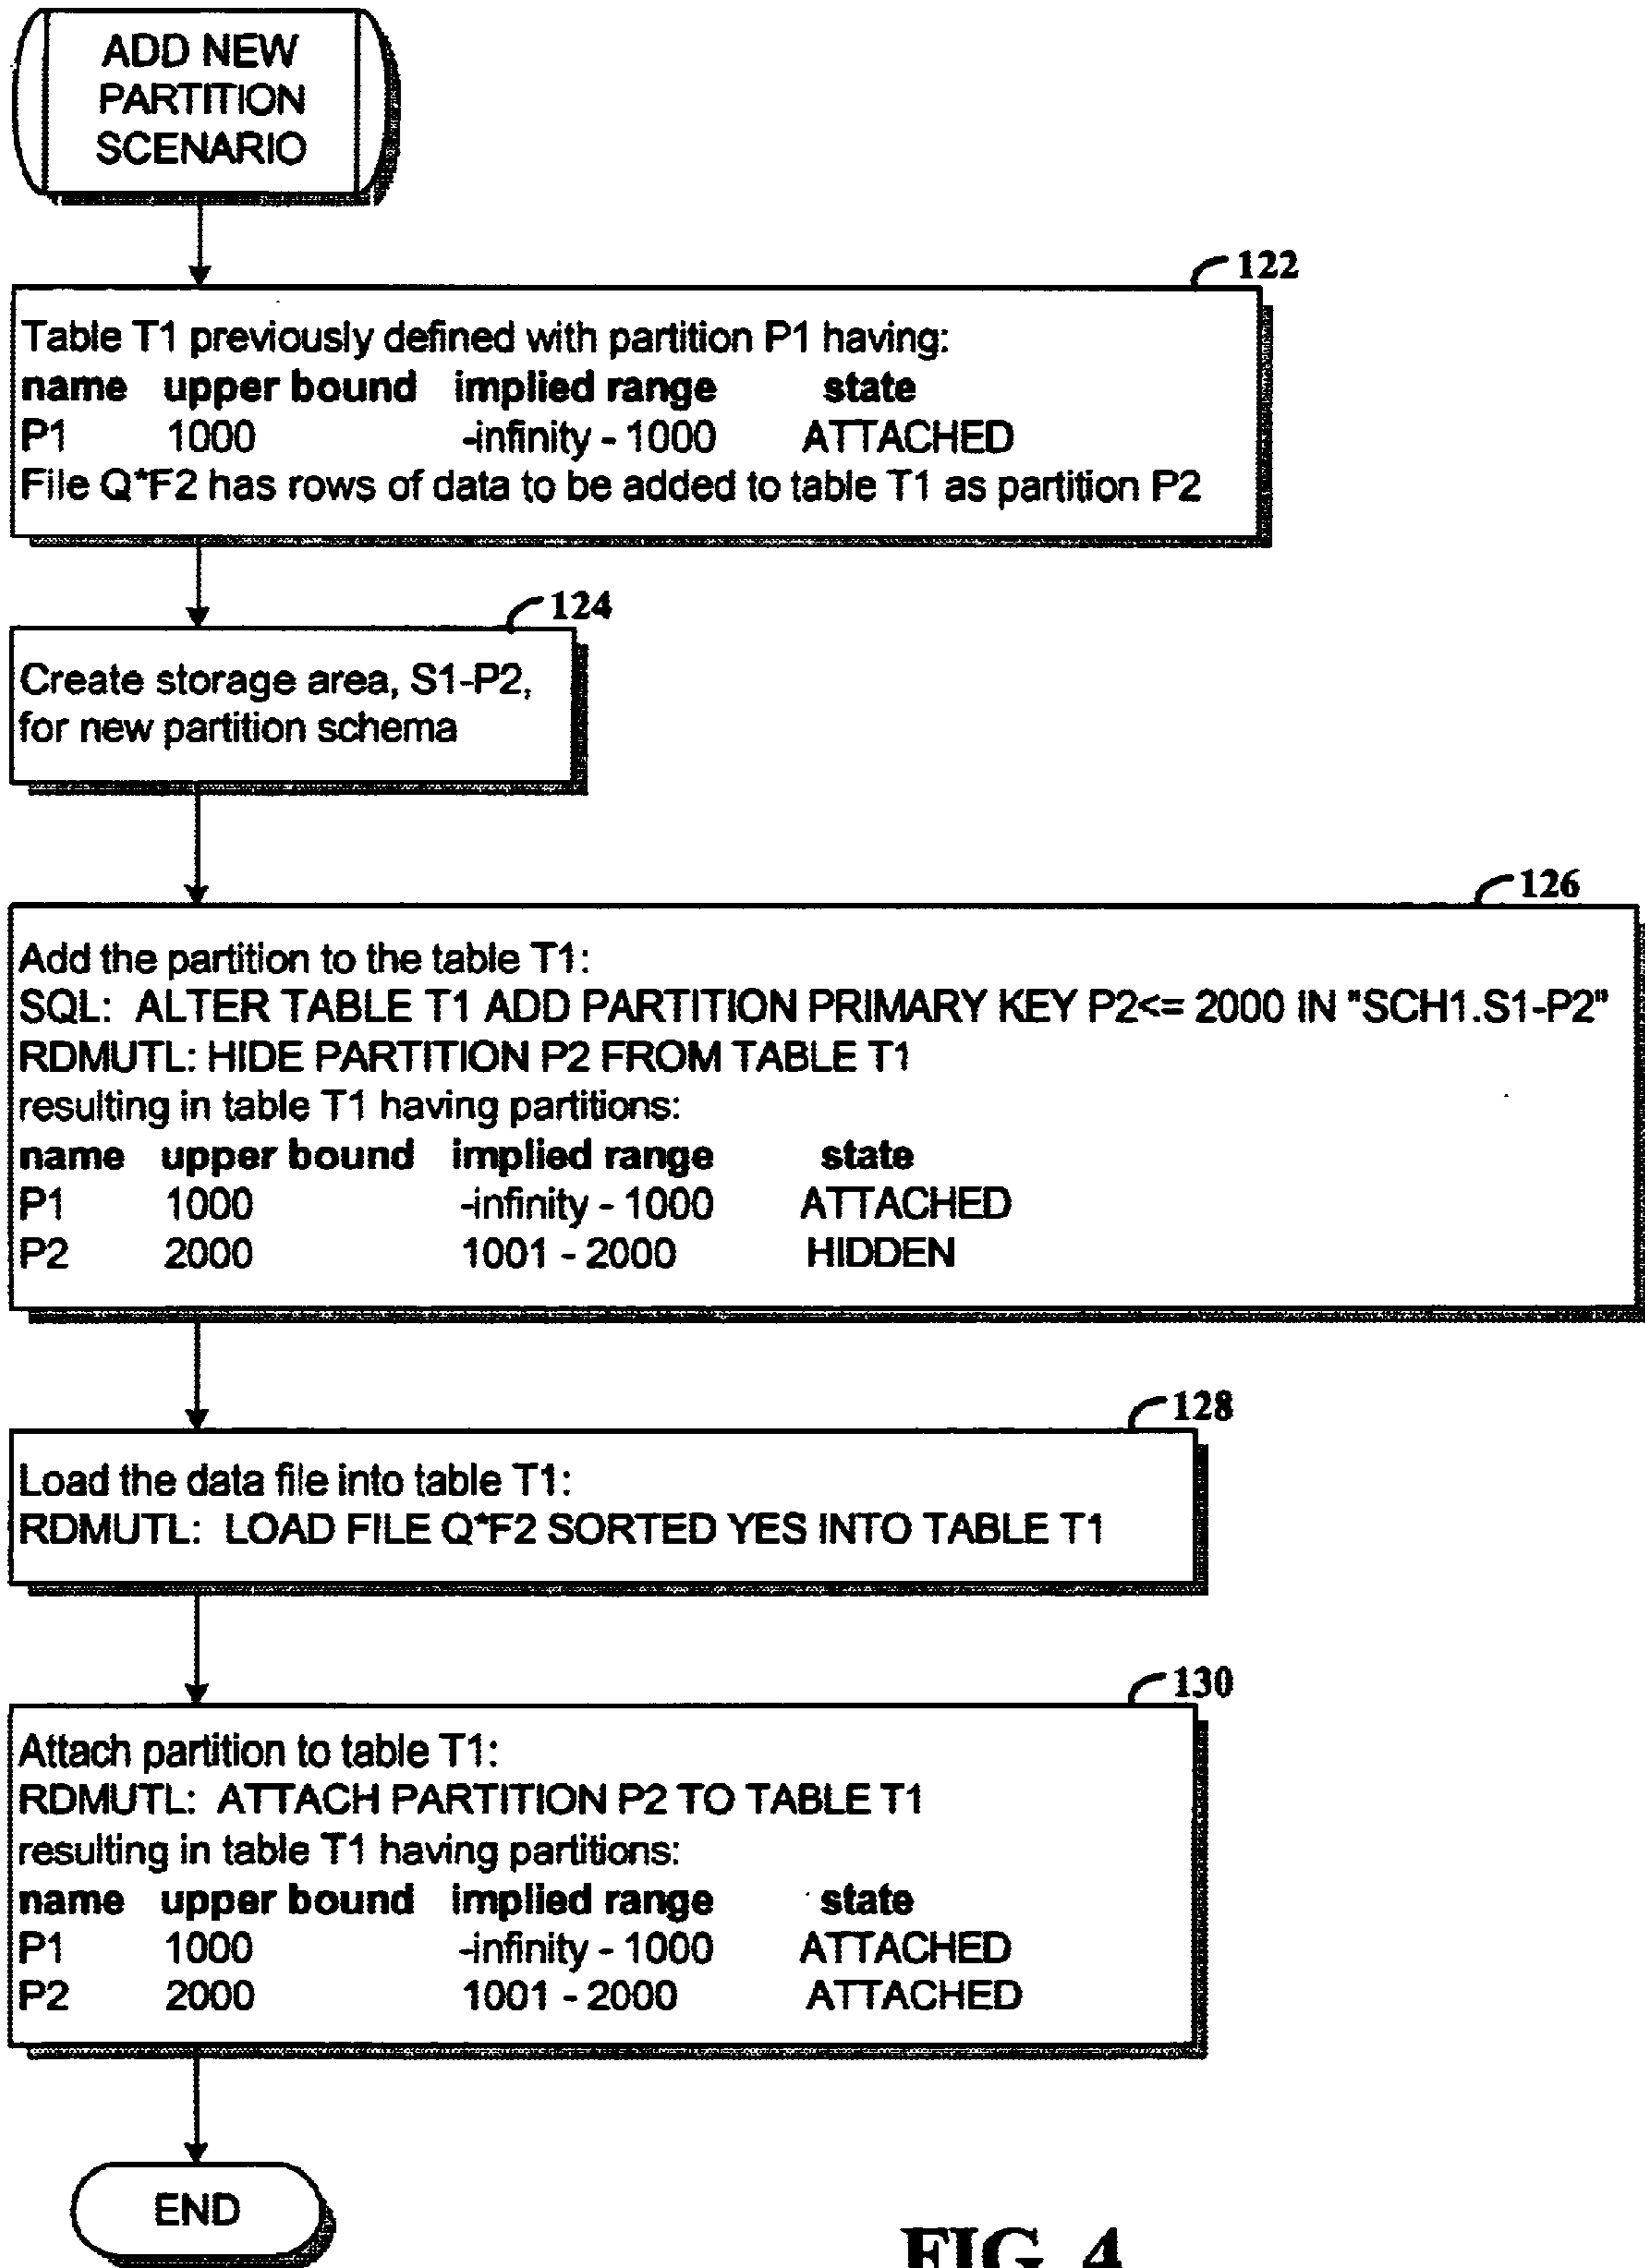 ADD NEW
PARTITION
SCENARIO
122
Table T1 previously defined with partition P1 having:
name upper bound implied range state
P1 1000 -infinity - 1000 ATTACHED
File Q*F2 has rows of data to be added to table T1 as partition P2
124
Create storage area, S1-P2,
for new partition schema
126
Add the partition to the table T1:
SQL: ALTER TABLE T1 ADD PARTITION PRIMARY KEY P2<= 2000 IN "SCH1.S1-P2"
RDMUTL: HIDE PARTITION P2 FROM TABLE T1
resulting in table T1 having partitions:
name upper bound implied range state
P1 1000 -infinity - 1000 ATTACHED
P2 2000 1001 - 2000 HIDDEN
128
Load the data file into table T1:
RDMUTL: LOAD FILE Q*F2 SORTED YES INTO TABLE T1
130
Attach partition to table T1:
RDMUTL: ATTACH PARTITION P2 TO TABLE T1
resulting in table T1 having partitions:
name upper bound implied range state
P1 1000 -infinity - 1000 ATTACHED
P2 2000 1001 - 2000 ATTACHED
END
FIG. 4